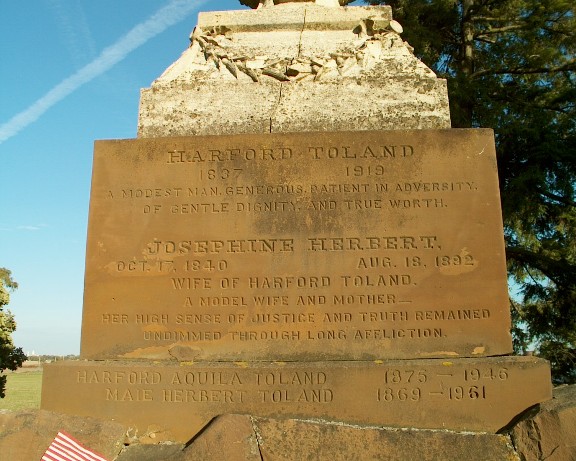 HARFORD TOLAND
1837 1919
A MODEST MAN, GENEROUS, PATIENT IN ADVERSITY,
OF GENTLE DIGNITY, AND TRUE WORTH.
JOSEPHINE HERBERT.
OCT. 17, 1840 AUG. 18, 1892
WIFE OF HARFORD TOLAND.
A MODEL WIFE AND MOTHER—
HER HIGH SENSE OF JUSTICE AND TRUTH REMAINED
UNDIMMED THROUGH LONG AFFLICTION.
HARFORD AQUILA TOLAND 1875 — 1946
MAIE HERBERT TOLAND 1869 — 1961